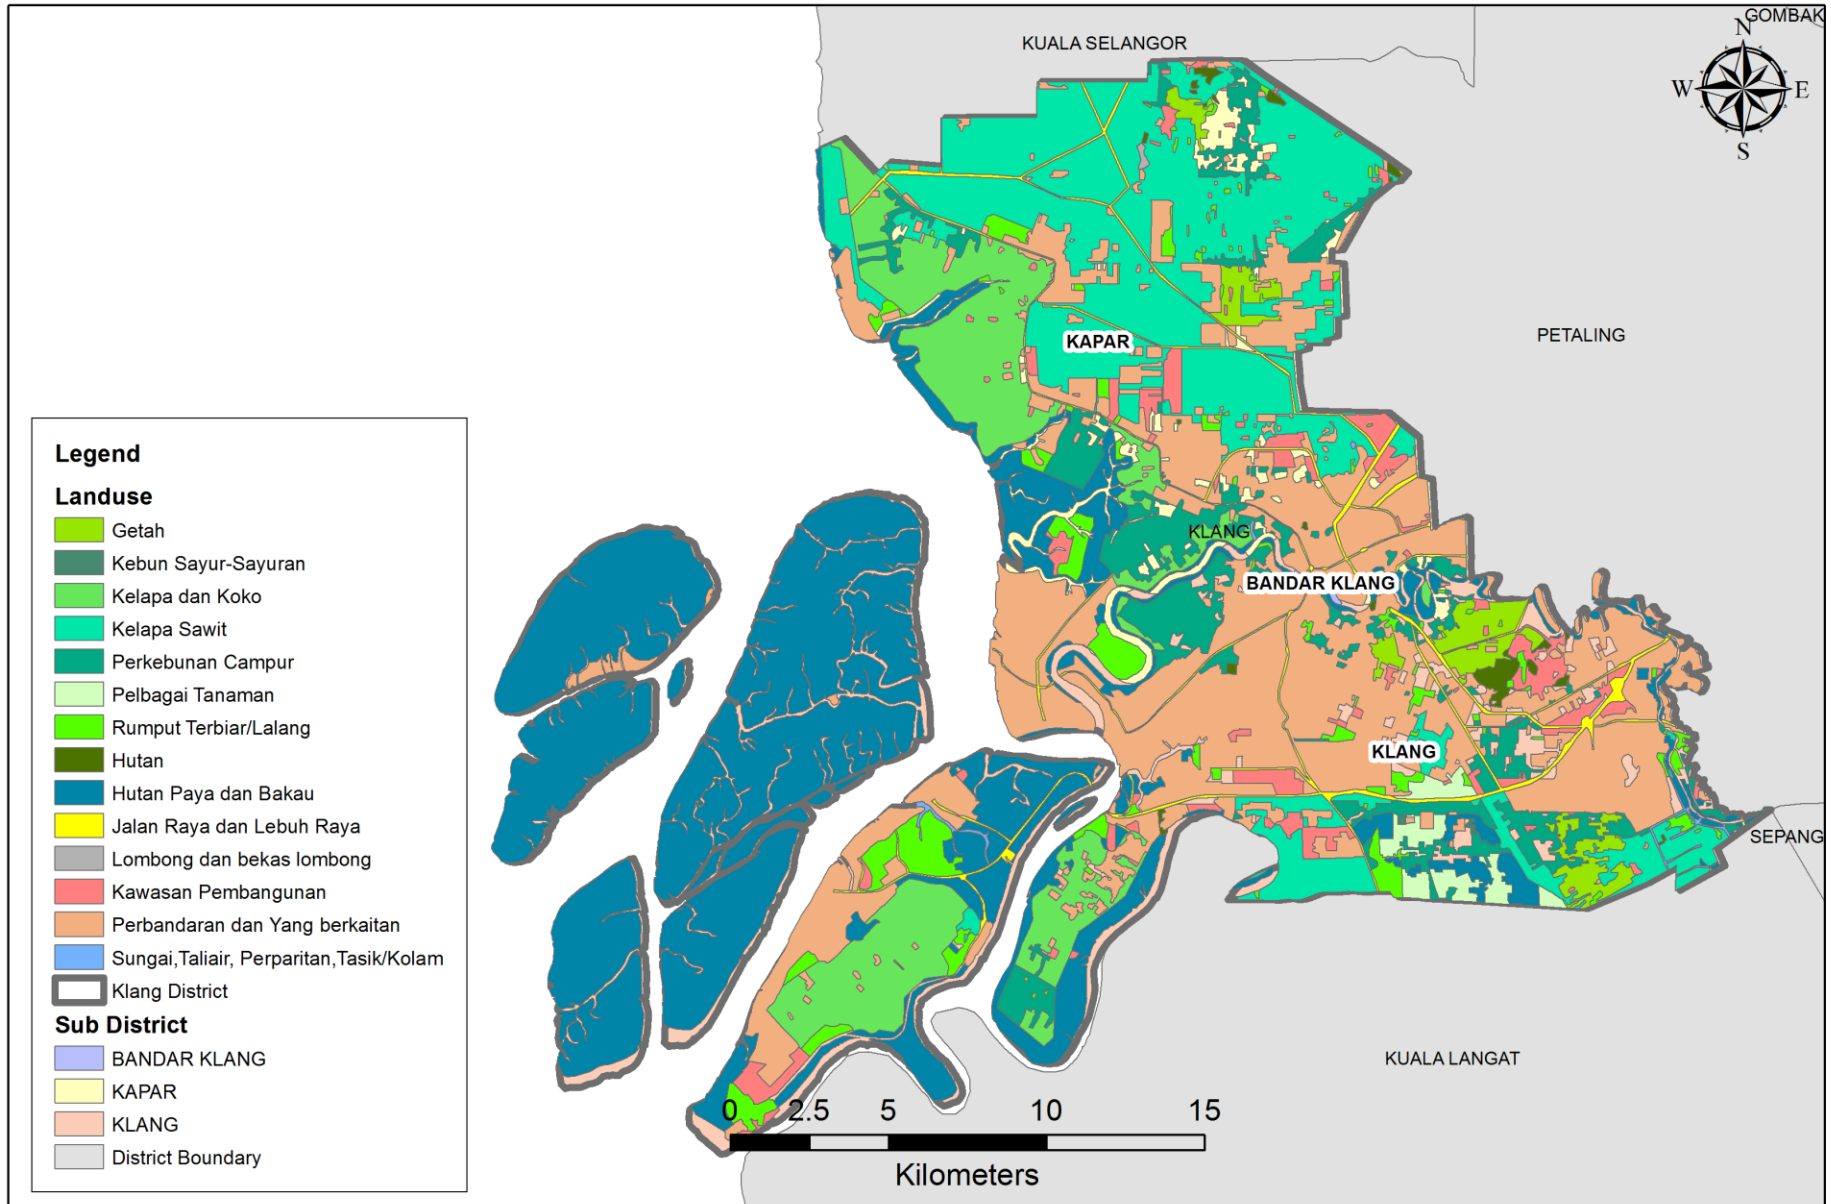 GOMBAK
KUALA SELANGOR
N
W
E
S
PETALING
KAPAR
KLANG
BANDAR KLANG
KLANG
SEPANG
KUALA LANGAT
Legend
Landuse
Getah
Kebun Sayur-Sayuran
Kelapa dan Koko
Kelapa Sawit
Perkebunan Campur
Pelbagai Tanaman
Rumput Terbiar/Lalang
Hutan
Hutan Paya dan Bakau
Jalan Raya dan Lebuh Raya
Lombong dan bekas lombong
Kawasan Pembangunan
Perbandaran dan Yang berkaitan
Sungai,Taliair, Perparitan,Tasik/Kolam
Klang District
Sub District
BANDAR KLANG
KAPAR
KLANG
District Boundary
0 2.5 5 10 15
Kilometers